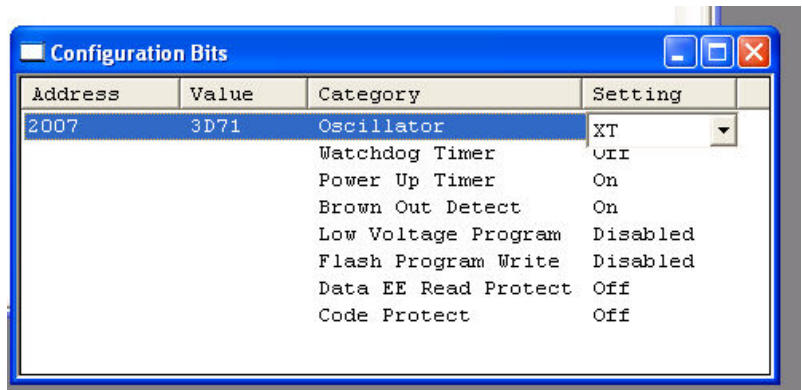 Configuration Bits
Address Value Category Setting
2007 3D71 Oscillator XT
Watchdog Timer Off
Power Up Timer On
Brown Out Detect On
Low Voltage Program Disabled
Flash Program Write Disabled
Data EE Read Protect Off
Code Protect Off